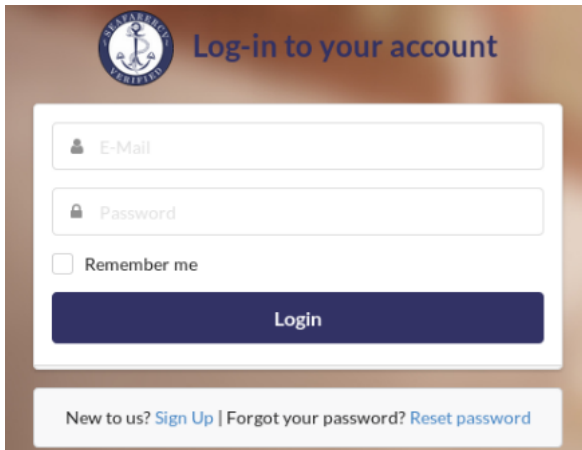 SEAFARERCV
VERIFIED
Log-in to your account
E-Mail
Password
Remember me
Login
New to us? Sign Up | Forgot your password? Reset password